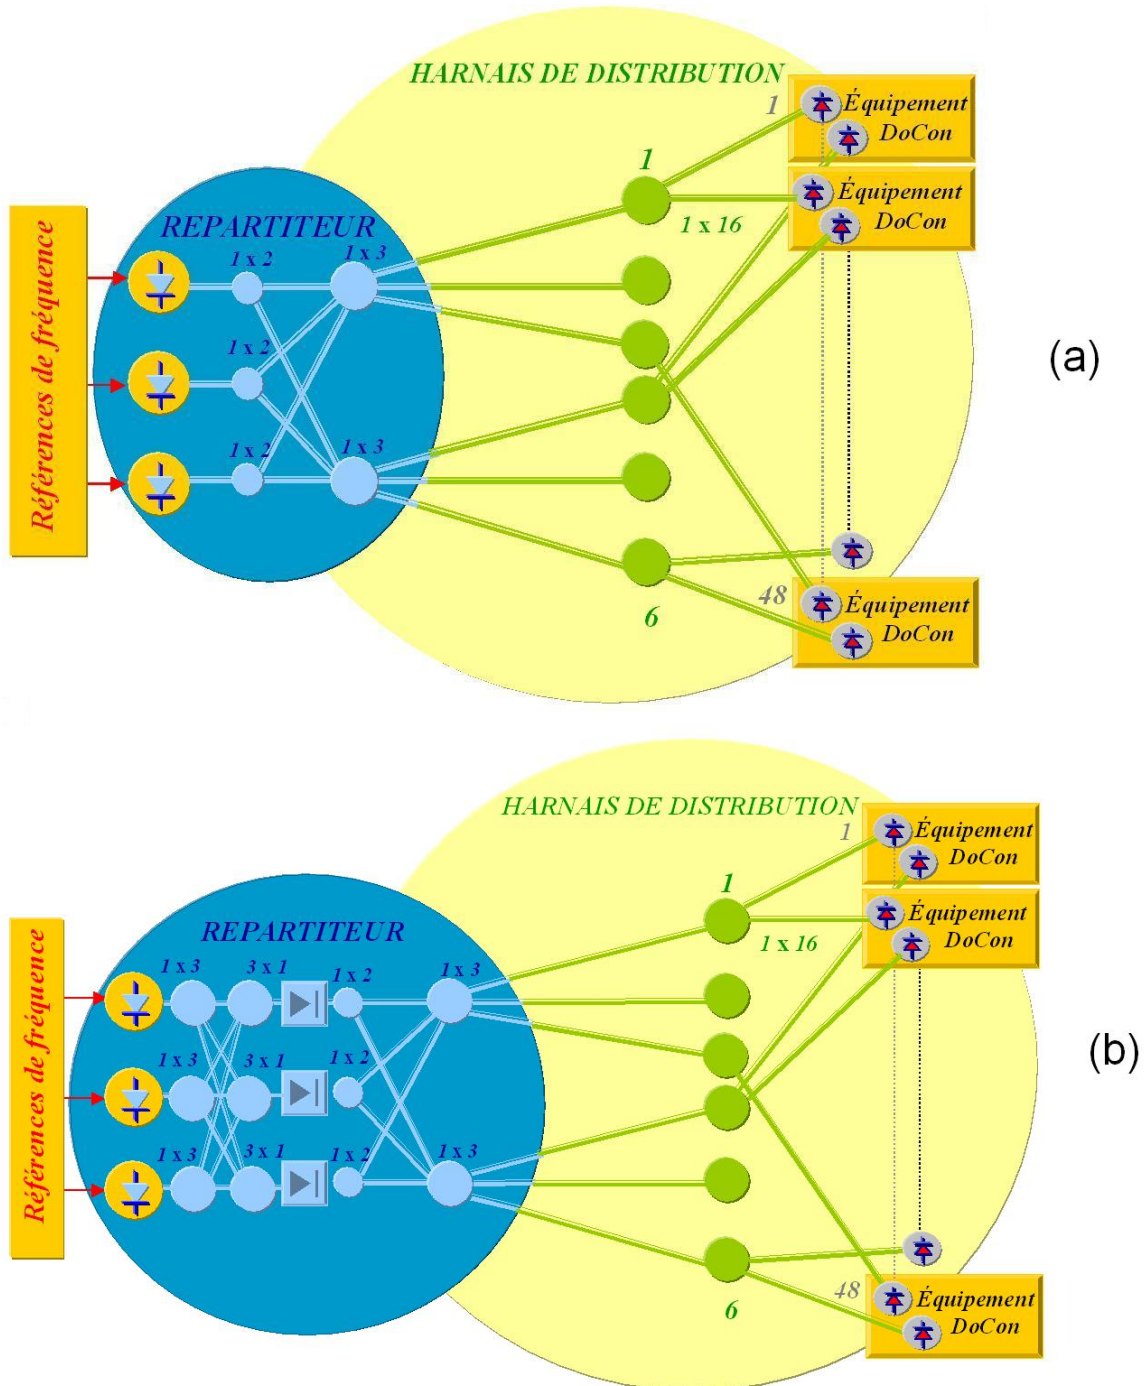 HARNAIS DE DISTRIBUTION
1
Équipement
DoCon
1
Équipement
DoCon
1 x 16
REPARTITEUR
Références de fréquence
1 x 2
1 x 3
1 x 2
1 x 2
1 x 3
(a)
48
Équipement
DoCon
6
HARNAIS DE DISTRIBUTION
1
Équipement
DoCon
1
Équipement
DoCon
1 x 16
REPARTITEUR
Références de fréquence
1 x 3
3 x 1
1 x 2
1 x 3
1 x 3
3 x 1
1 x 2
(b)
1 x 3
3 x 1
1 x 2
1 x 3
48
Équipement
DoCon
6